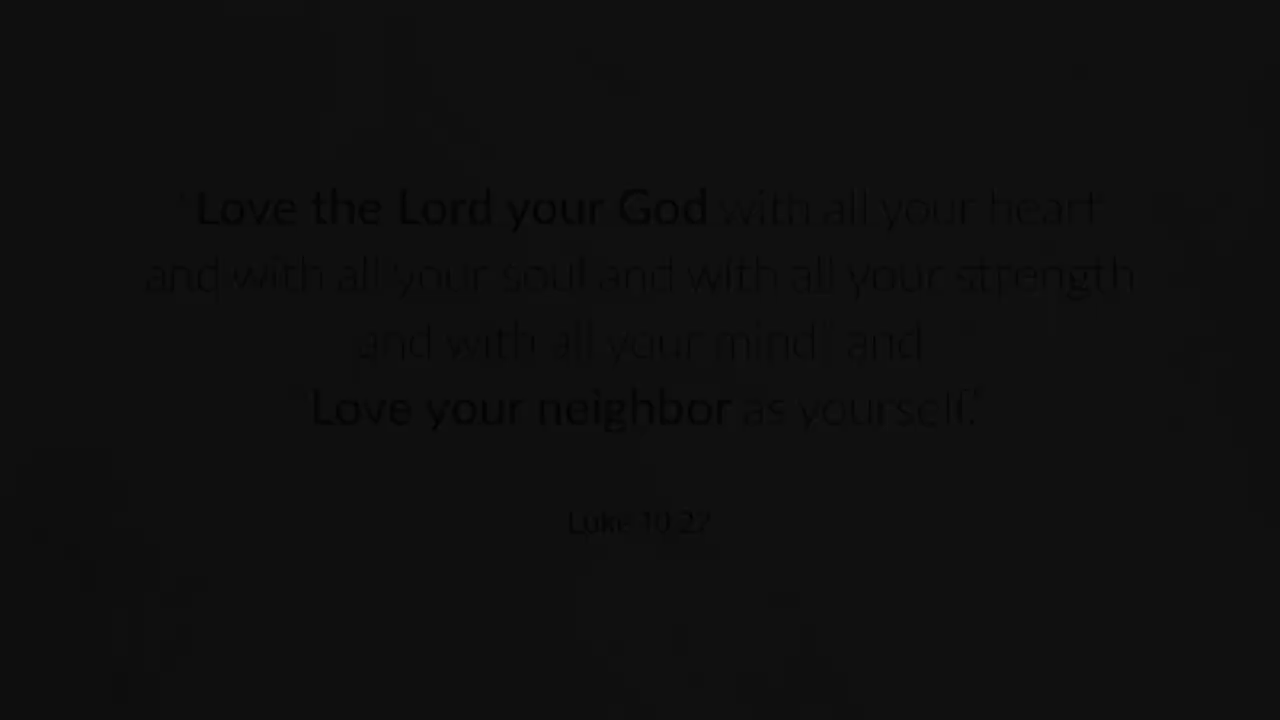 "Love the Lord your God with all your heart
and with all your soul and with all your strength
and with all your mind; and
"Love your neighbor as yourself."
Luke 10:27